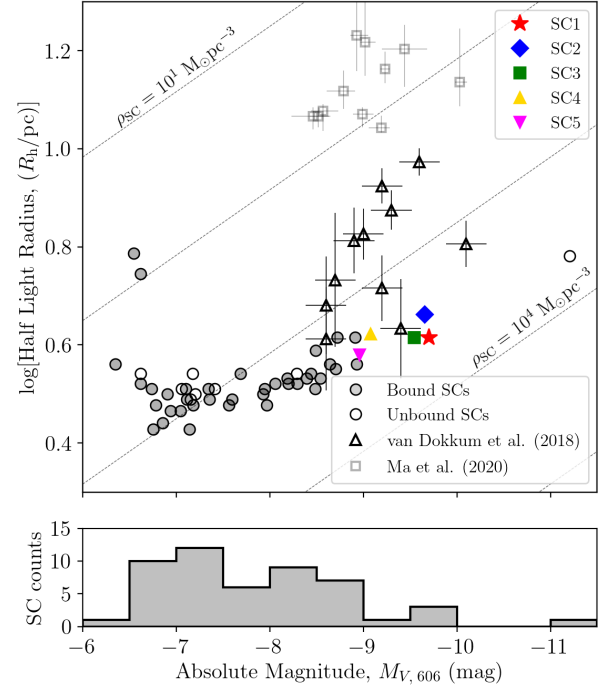 ρSC = 10¹ M⊙pc⁻³
SC1
SC2
SC3
SC4
SC5
1.2
1.0
0.8
0.6
0.4
log[Half Light Radius, (Rh/pc)]
ρSC = 10⁴ M⊙pc⁻³
Bound SCs
Unbound SCs
van Dokkum et al. (2018)
Ma et al. (2020)
15
10
5
0
SC counts
−6 −7 −8 −9 −10 −11
Absolute Magnitude, MV, 606 (mag)